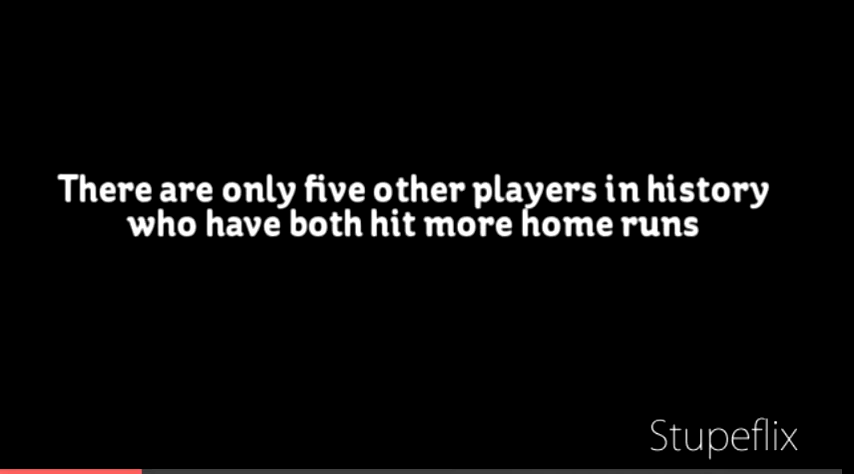 There are only five other players in history
who have both hit more home runs
Stupeflix